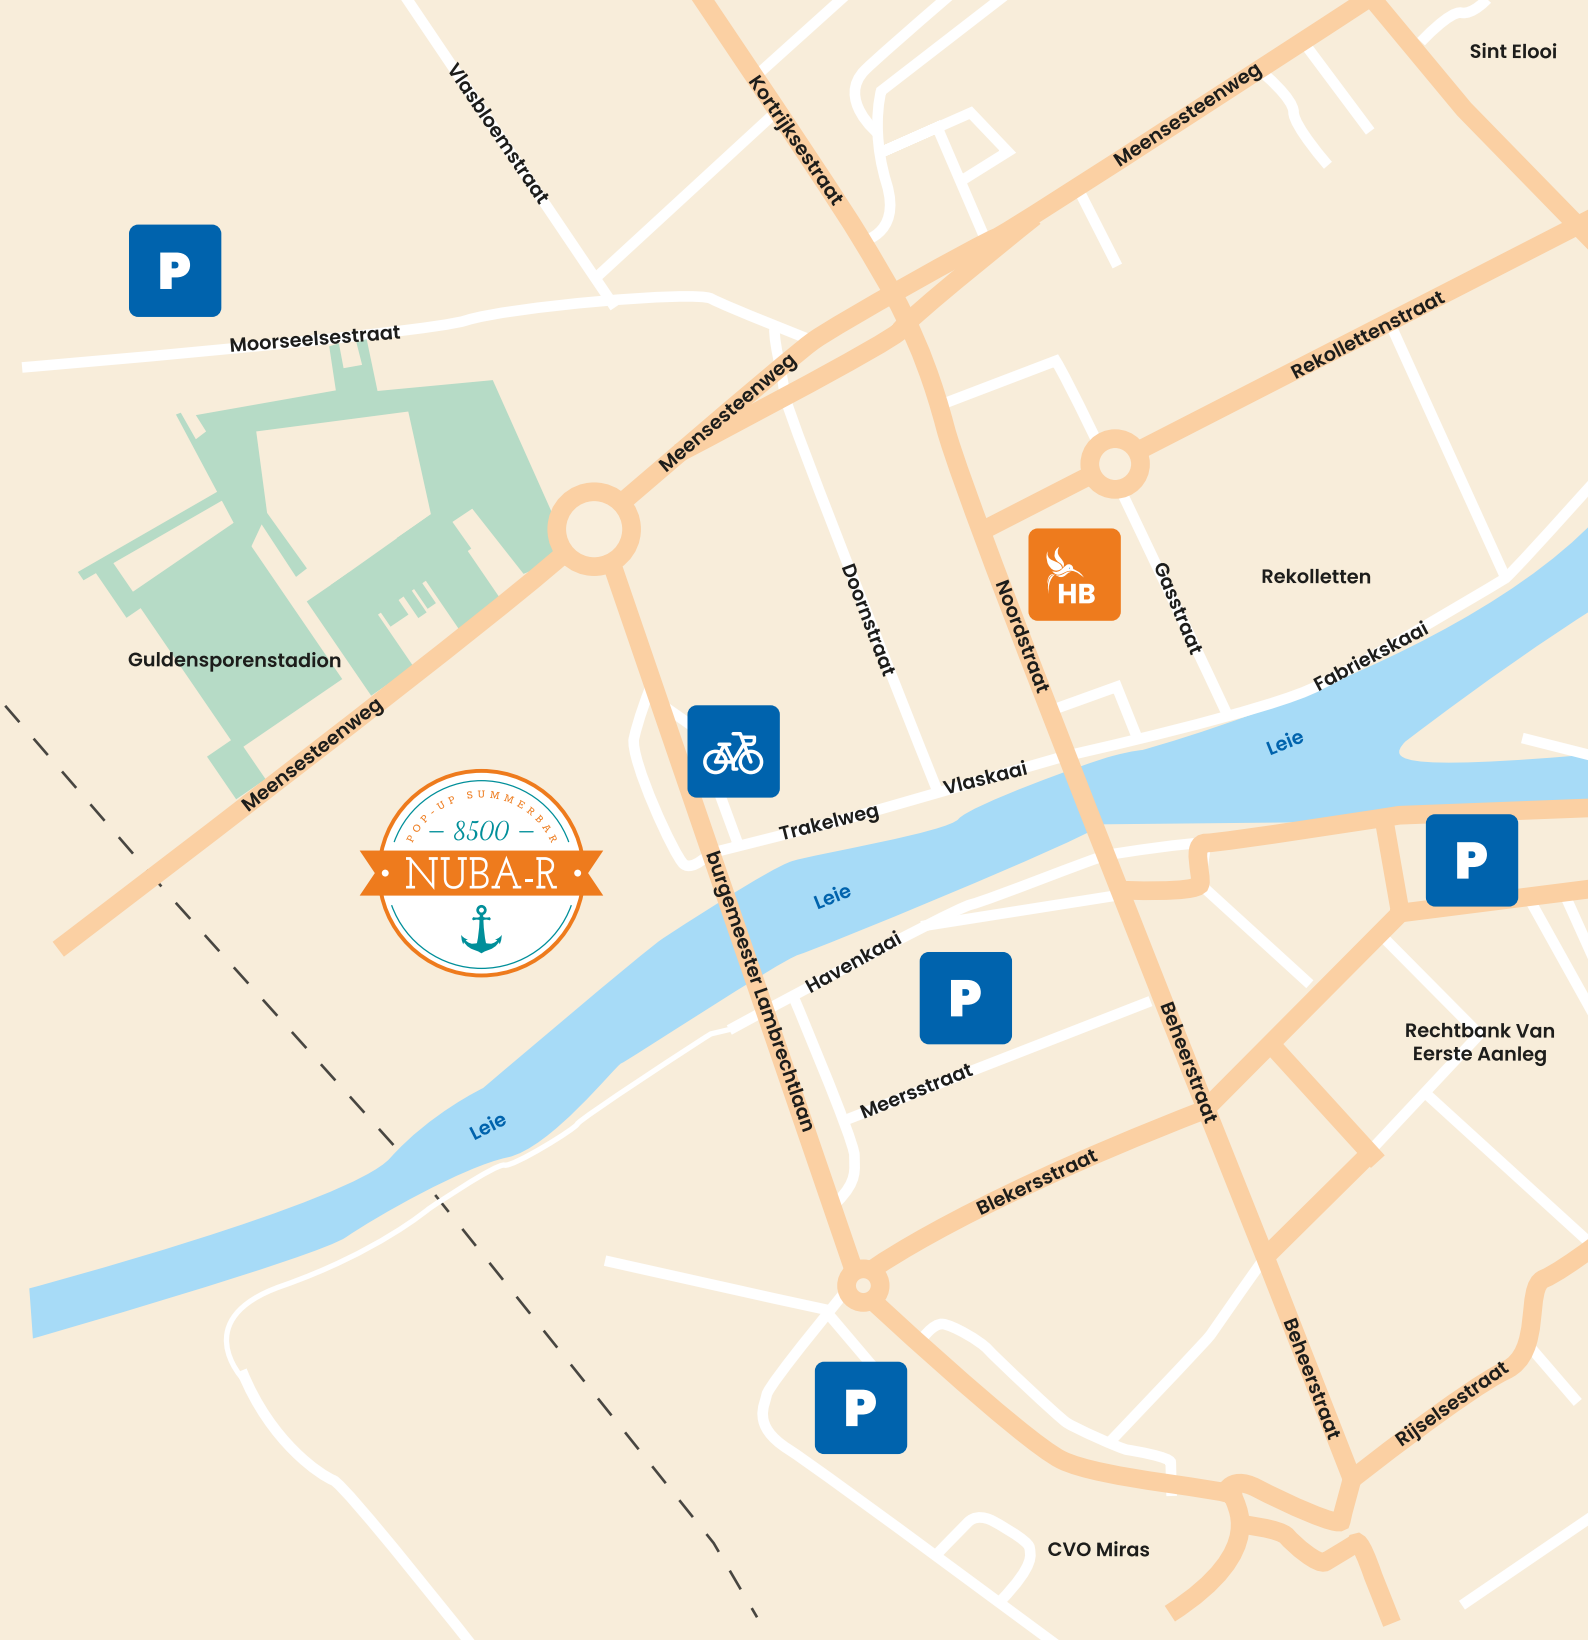 Sint Elooi
Vlasbloemstraat
Kortrijksestraat
Meensesteenweg
P
Moorseelsestraat
Rekollettenstraat
Meensesteenweg
HB
Doornstraat
Noordstraat
Gasstraat
Rekolletten
Guldensporenstadion
Fabriekskaai
Meensesteenweg
Leie
Vlaskaai
Trakelweg
POP-UP SUMMERBAR
8500
NUBA-R
P
Leie
burgemeester Lambrechtlaan
Havenkaai
P
Beheerstraat
Rechtbank Van
Eerste Aanleg
Meersstraat
Leie
Blekersstraat
Beheerstraat
P
Rijselsestraat
CVO Miras